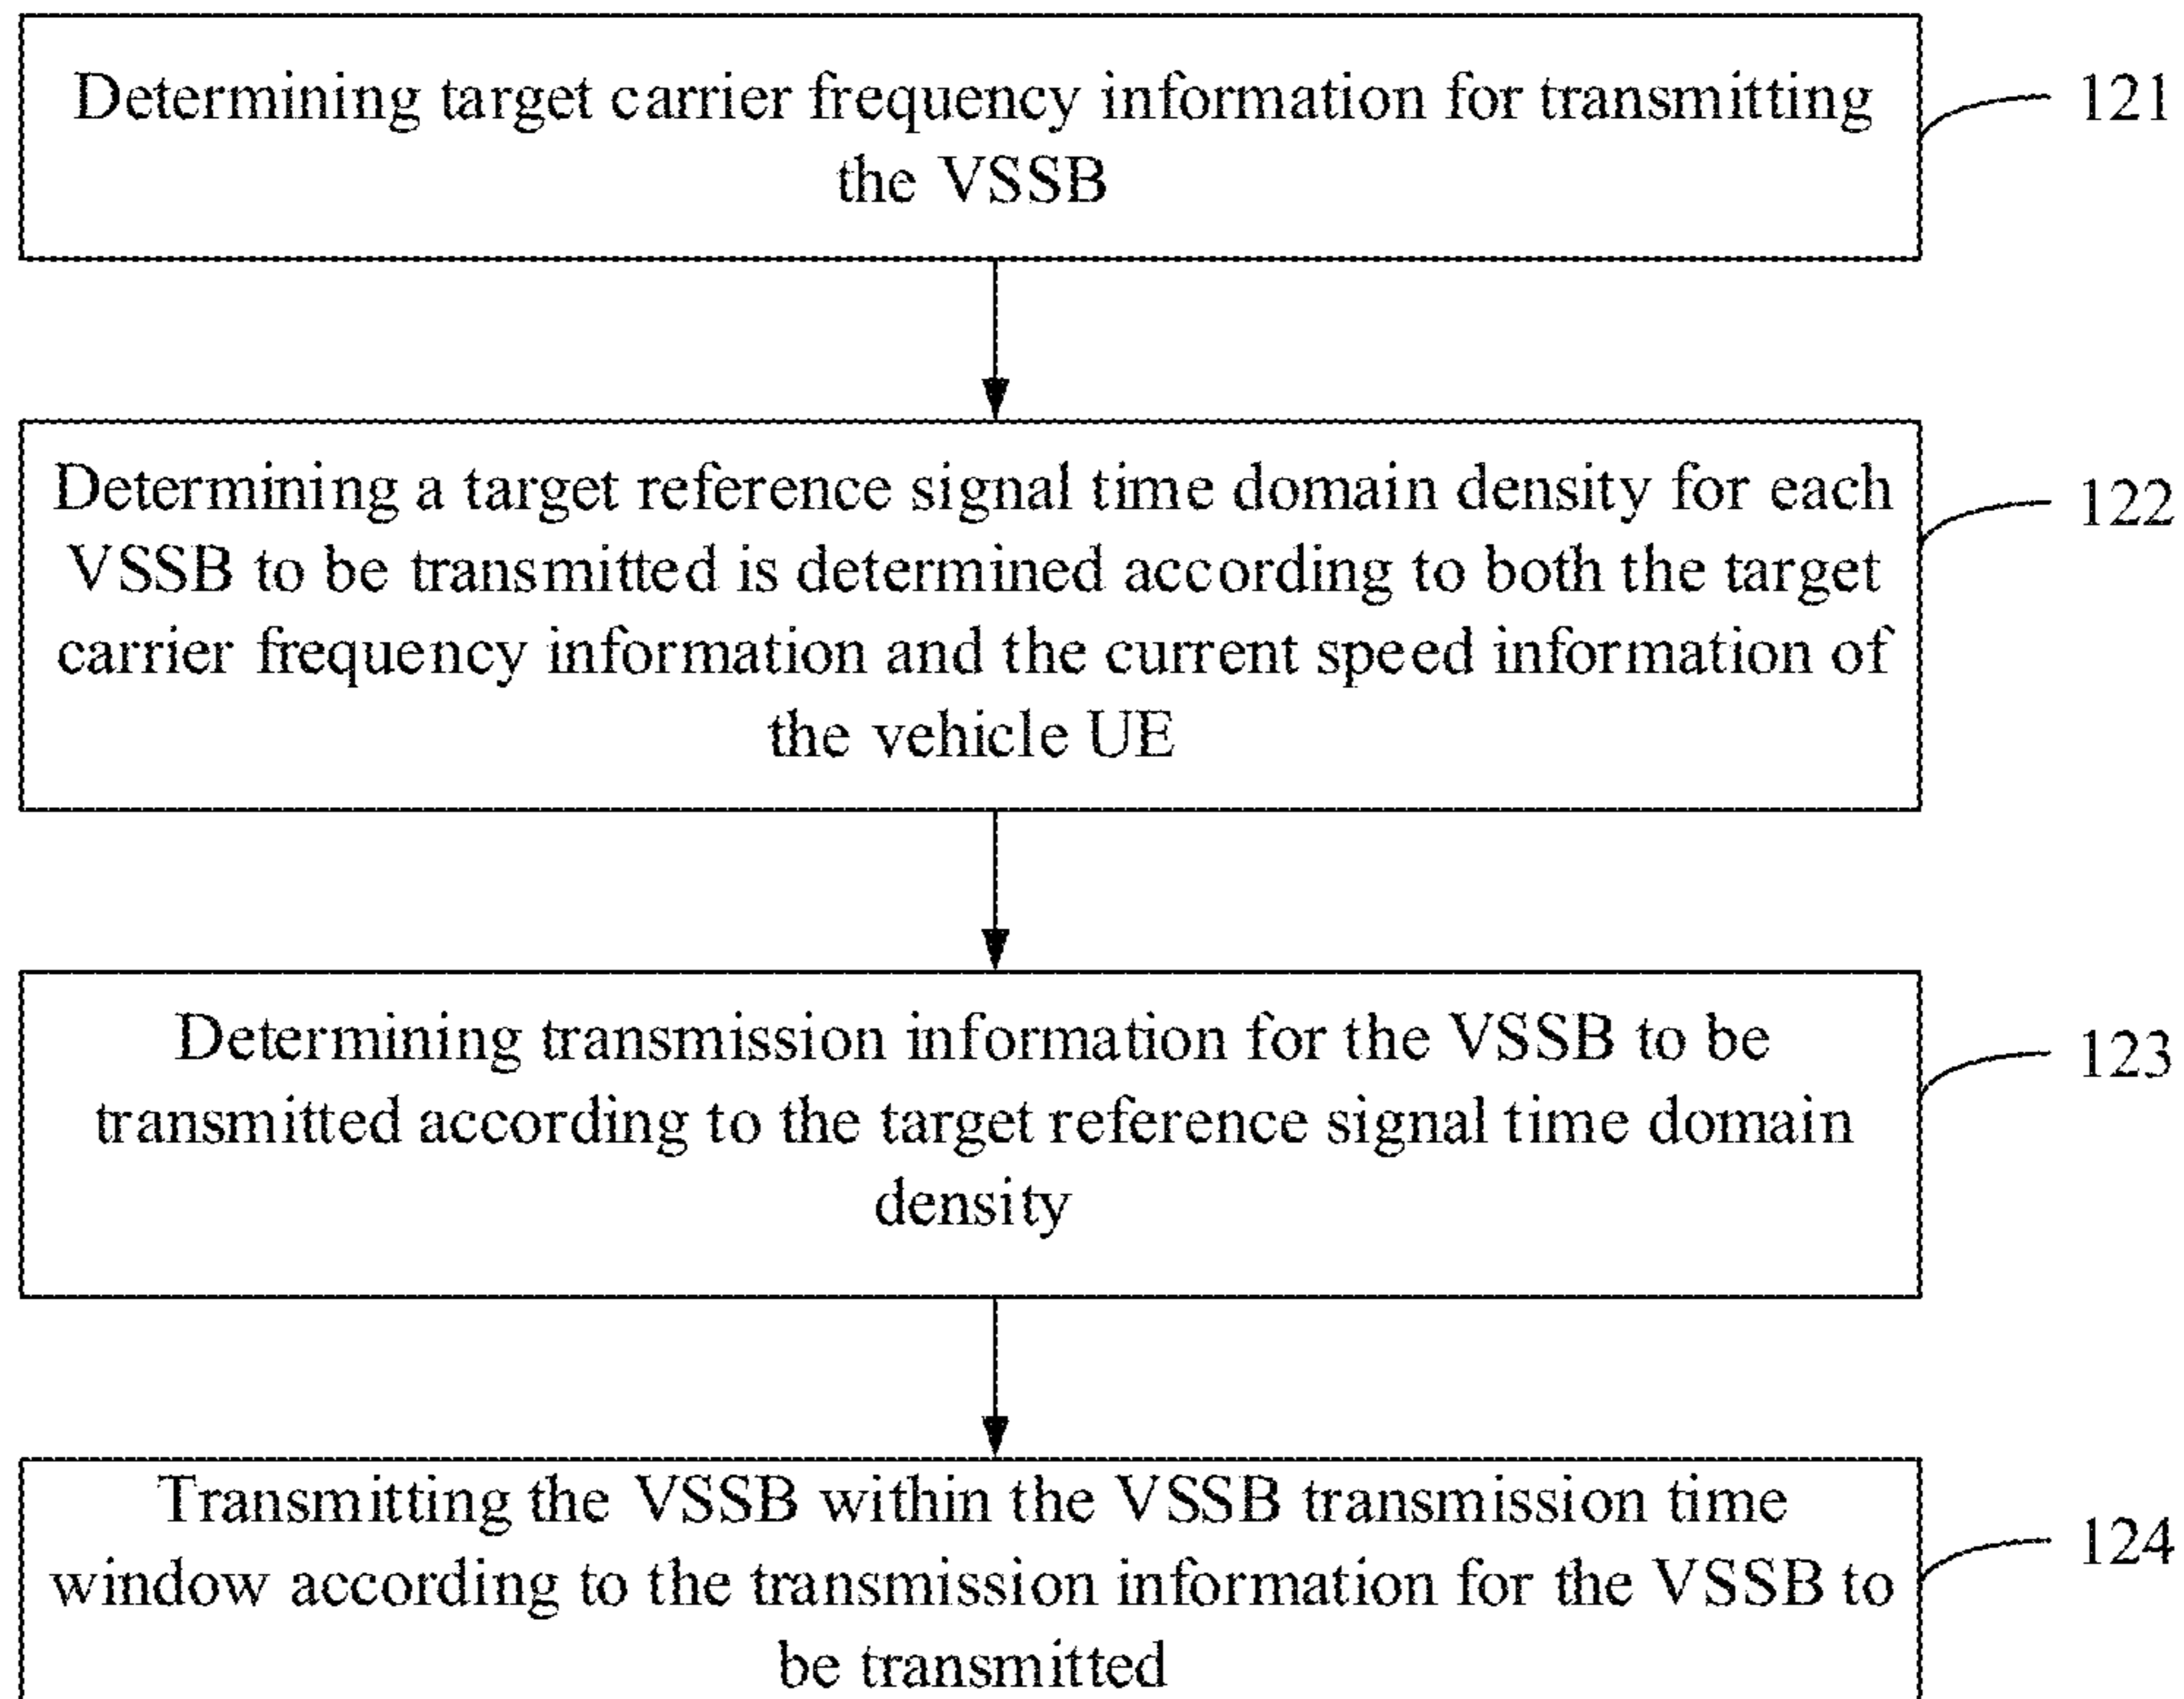 Determining target carrier frequency information for transmitting
the VSSB
121
Determining a target reference signal time domain density for each
VSSB to be transmitted is determined according to both the target
carrier frequency information and the current speed information of
the vehicle UE
122
Determining transmission information for the VSSB to be
transmitted according to the target reference signal time domain
density
123
Transmitting the VSSB within the VSSB transmission time
window according to the transmission information for the VSSB to
be transmitted
124